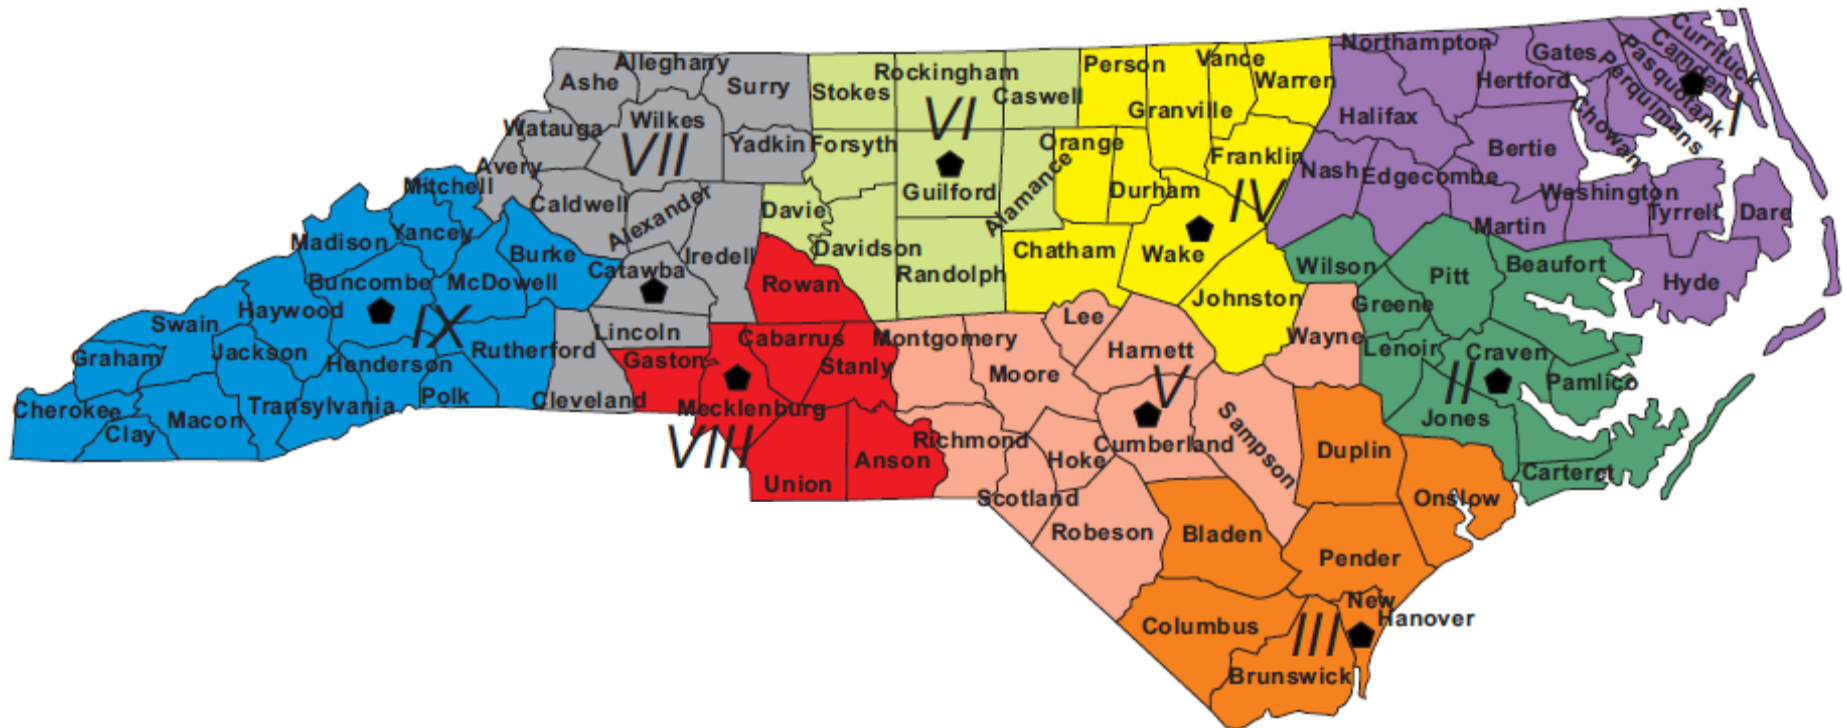 Ashe
Alleghany
Surry
Wilkes
Watauga
VII
Yadkin
Avery
Caldwell
Alexander
Iredell
Catawba
Lincoln
Cleveland
Stokes
Rockingham
Caswell
VI
Forsyth
Guilford
Alamance
Davie
Davidson
Randolph
Person
Vance
Warren
Granville
Orange
Durham
Franklin
IV
Chatham
Wake
Johnston
Northampton
Gates
Hertford
Currituck
Camden
Pasquotank
Perquimans
Chowan
I
Halifax
Bertie
Nash
Edgecombe
Washington
Tyrrell
Dare
Martin
Hyde
Mitchell
Yancey
Madison
Burke
Buncombe
McDowell
Haywood
IX
Swain
Jackson
Rutherford
Graham
Henderson
Polk
Transylvania
Cherokee
Macon
Clay
Rowan
Cabarrus
Gaston
Stanly
Mecklenburg
VIII
Anson
Union
Lee
Montgomery
Harnett
Wayne
Moore
V
Richmond
Cumberland
Sampson
Hoke
Scotland
Robeson
Wilson
Pitt
Beaufort
Greene
Lenoir
Craven
II
Pamlico
Jones
Carteret
Duplin
Onslow
Bladen
Pender
New
Hanover
Columbus
III
Brunswick